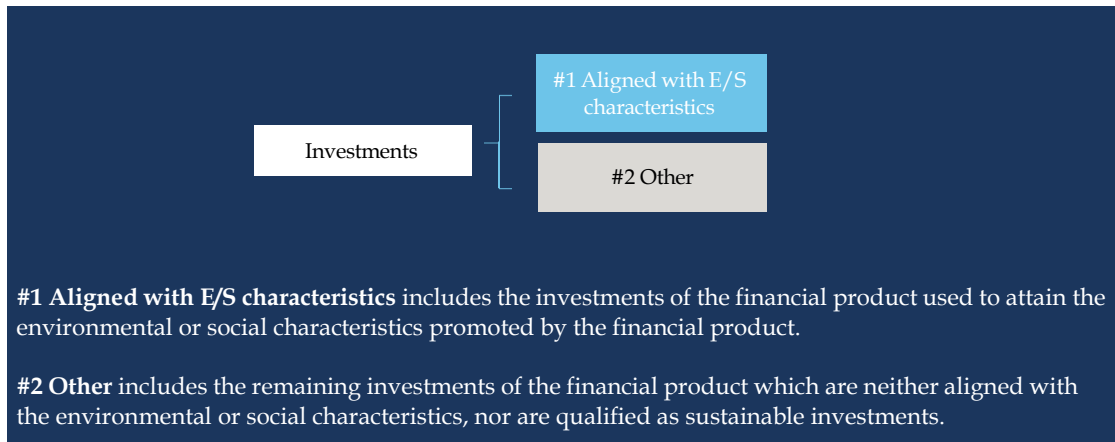 #1 Aligned with E/S
characteristics
Investments
#2 Other
#1 Aligned with E/S characteristics includes the investments of the financial product used to attain the
environmental or social characteristics promoted by the financial product.
#2 Other includes the remaining investments of the financial product which are neither aligned with
the environmental or social characteristics, nor are qualified as sustainable investments.